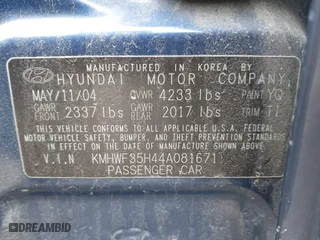 MANUFACTURED IN KOREA BY
HYUNDAI MOTOR COMPANY
MAY/11/04 GVWR 4233 lbs PAINT YQ
GAWR FRONT 2337 lbs GAWR REAR 2017 lbs TRIM TI
THIS VEHICLE CONFORMS TO ALL APPLICABLE U.S. FEDERAL MOTOR
VEHICLE SAFETY, BUMPER, AND THEFT PREVENTION STANDARDS
IN EFFECT ON THE DATE OF MANUFACTURE SHOWN ABOVE.
V.I.N KMHWF35H44A081671
PASSENGER CAR